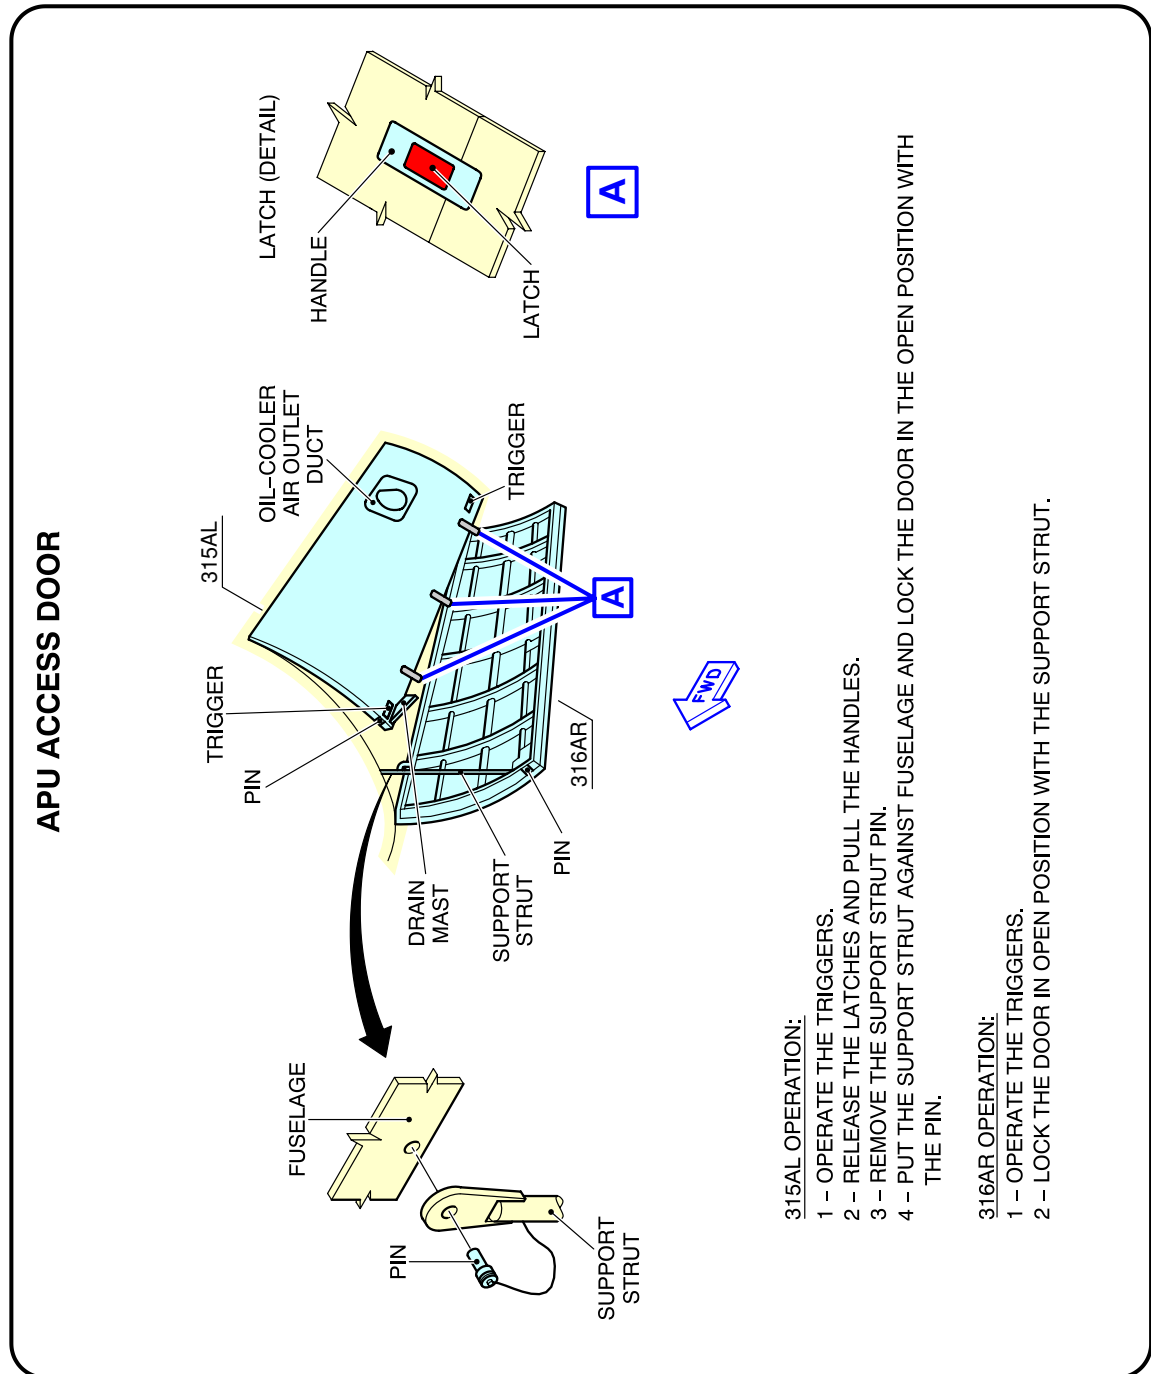 APU ACCESS DOOR
FUSELAGE
PIN
SUPPORT
STRUT
TRIGGER
PIN
DRAIN
MAST
SUPPORT
STRUT
PIN
315AL
316AR
OIL–COOLER
AIR OUTLET
DUCT
TRIGGER
A
FWD
LATCH (DETAIL)
HANDLE
LATCH
A
315AL OPERATION:
1 – OPERATE THE TRIGGERS.
2 – RELEASE THE LATCHES AND PULL THE HANDLES.
3 – REMOVE THE SUPPORT STRUT PIN.
4 – PUT THE SUPPORT STRUT AGAINST FUSELAGE AND LOCK THE DOOR IN THE OPEN POSITION WITH
THE PIN.
316AR OPERATION:
1 – OPERATE THE TRIGGERS.
2 – LOCK THE DOOR IN OPEN POSITION WITH THE SUPPORT STRUT.